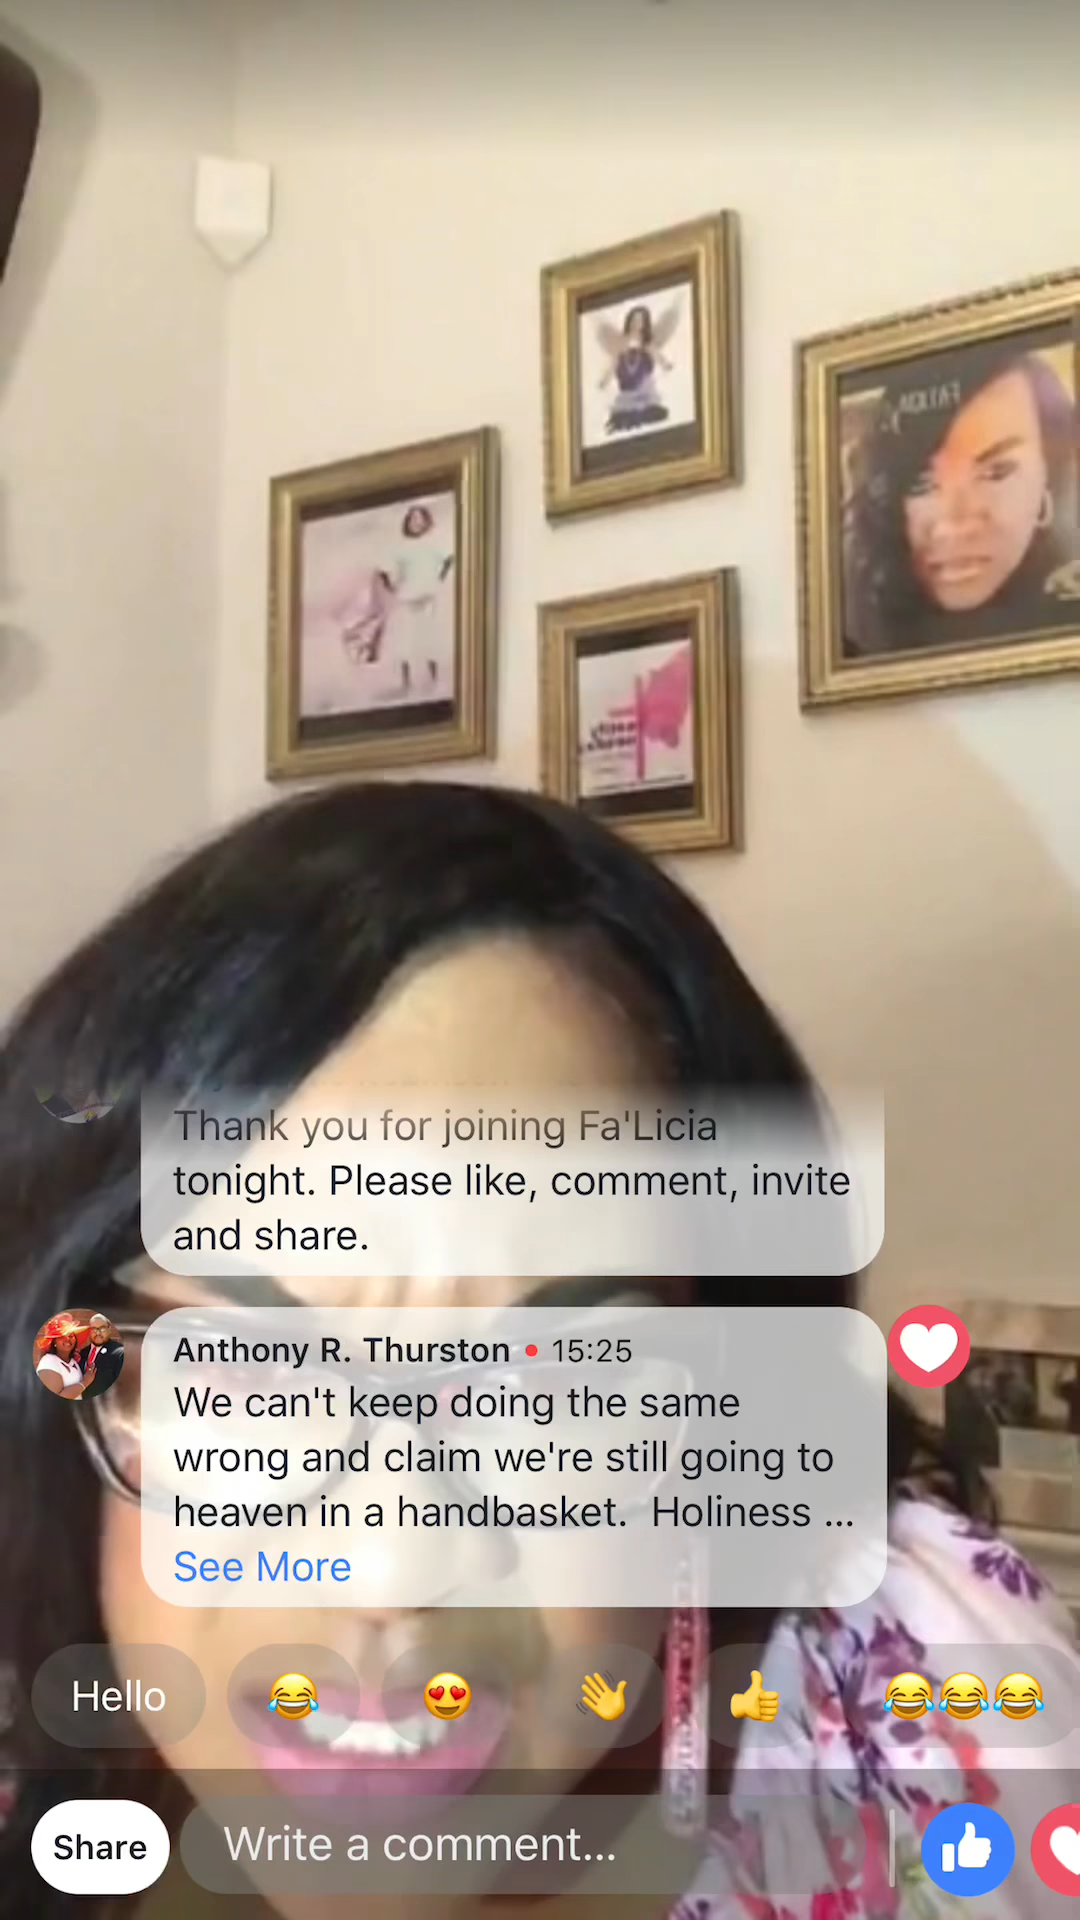 Thank you for joining Fa'Licia
tonight. Please like, comment, invite
and share.
Anthony R. Thurston • 15:25
We can't keep doing the same
wrong and claim we're still going to
heaven in a handbasket. Holiness ...
See More
Hello
Share
Write a comment...